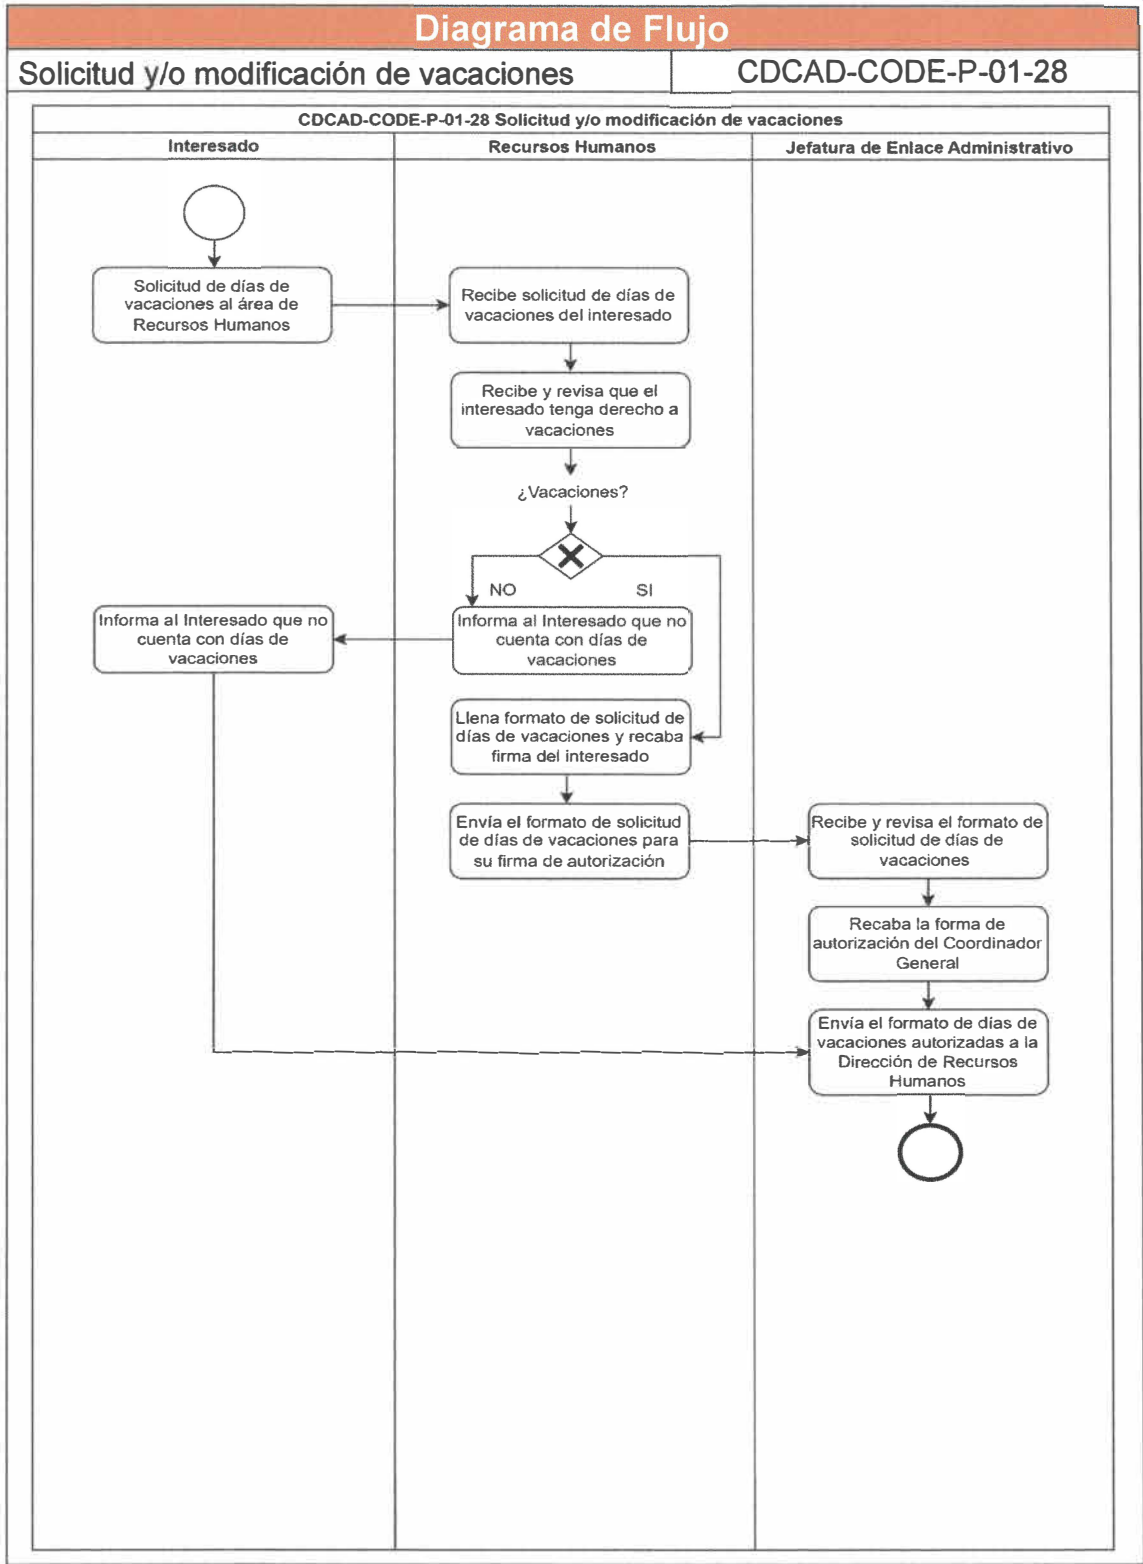 Diagrama de Flujo
Solicitud y/o modificación de vacaciones
CDCAD-CODE-P-01-28
CDCAD-CODE-P-01-28 Solicitud y/o modificación de vacaciones
Interesado
Recursos Humanos
Jefatura de Enlace Administrativo
Solicitud de días de
vacaciones al área de
Recursos Humanos
Recibe solicitud de días de
vacaciones del interesado
Recibe y revisa que el
interesado tenga derecho a
vacaciones
¿Vacaciones?
NO
SI
Informa al Interesado que no
cuenta con días de
vacaciones
Informa al Interesado que no
cuenta con días de
vacaciones
Llena formato de solicitud de
días de vacaciones y recaba
firma del interesado
Envía el formato de solicitud
de días de vacaciones para
su firma de autorización
Recibe y revisa el formato de
solicitud de días de
vacaciones
Recaba la forma de
autorización del Coordinador
General
Envía el formato de días de
vacaciones autorizadas a la
Dirección de Recursos
Humanos